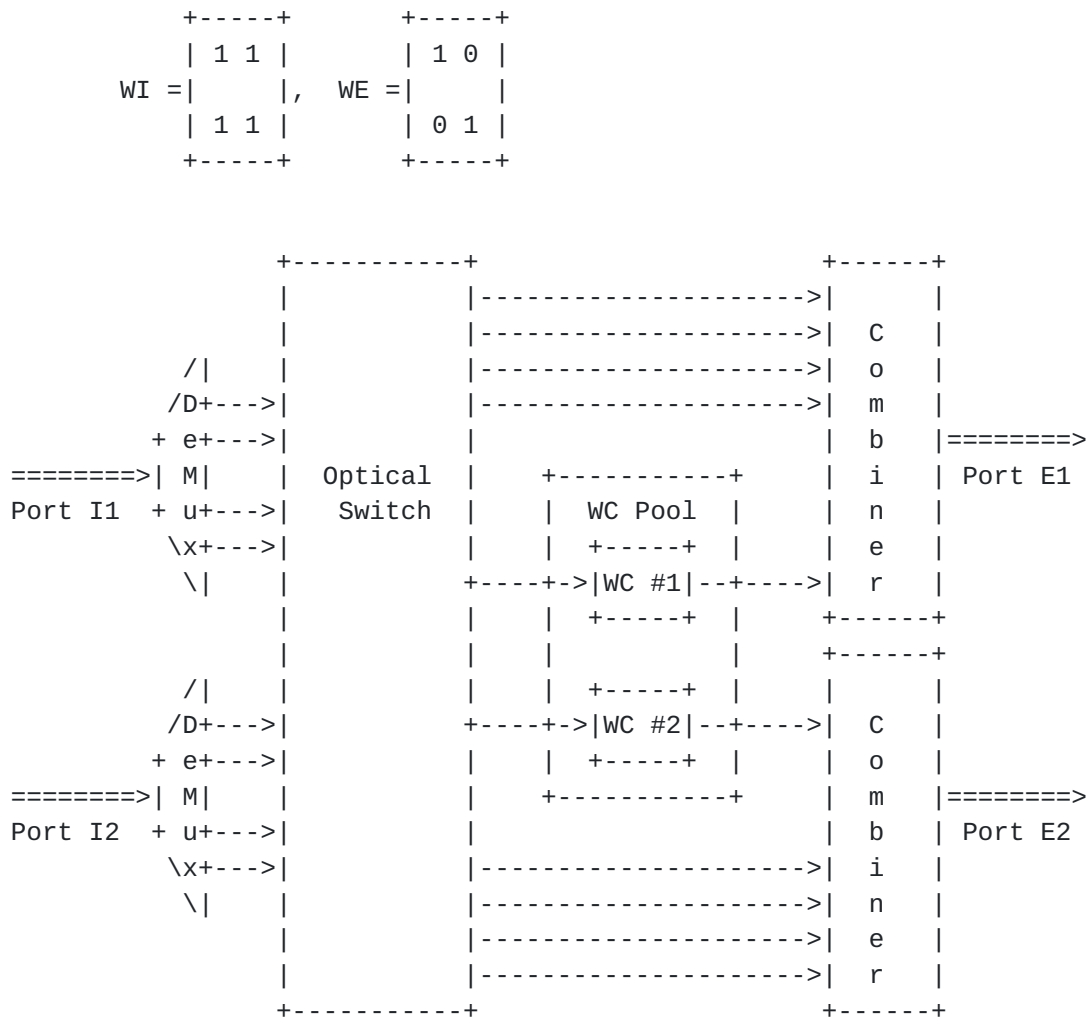 +-----+       +-----+
| 1 1 |       | 1 0 |
WI =|     |,  WE =|     |
| 1 1 |       | 0 1 |
+-----+       +-----+
+-----------+                       +------+
|           |--------------------->|      |
|           |--------------------->|  C   |
/|     |           |--------------------->|  o   |
/D+--->|           |--------------------->|  m   |
+ e+--->|           |                      |  b   |========>
========>| M|     |  Optical  |    +-----------+     |  i   | Port E1
Port I1  + u+--->|   Switch  |    |  WC Pool  |     |  n   |
\x+--->|           |    |  +-----+  |     |  e   |
\|     |           +----+->|WC #1|--+---->|  r   |
|           |    |  +-----+  |     +------+
|           |    |           |     +------+
/|     |           |    |  +-----+  |     |      |
/D+--->|           +----+->|WC #2|--+---->|  C   |
+ e+--->|           |    |  +-----+  |     |  o   |
========>| M|     |           |    +-----------+     |  m   |========>
Port I2  + u+--->|           |                      |  b   | Port E2
\x+--->|           |--------------------->|  i   |
\|     |           |--------------------->|  n   |
|           |--------------------->|  e   |
|           |--------------------->|  r   |
+-----------+                       +------+